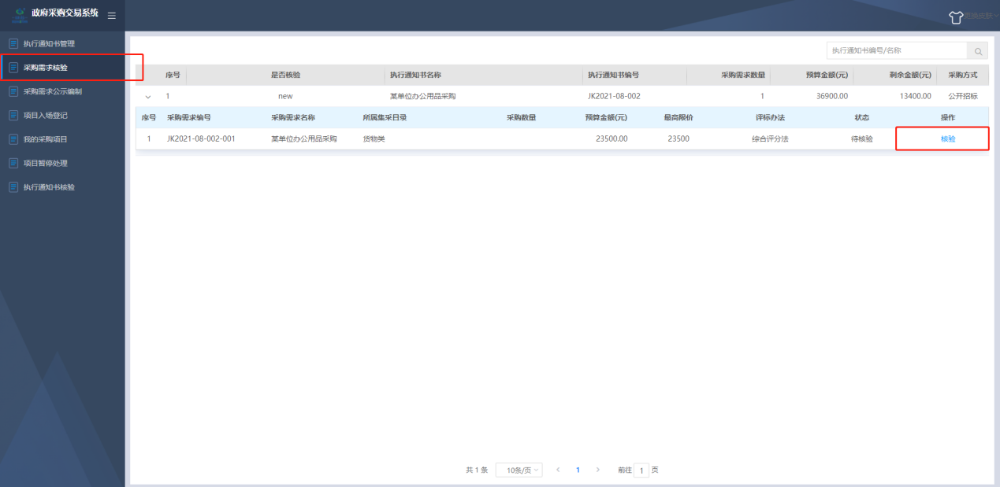 政府采购交易系统
更换皮肤
执行通知书管理
采购需求核验
采购需求公示编制
项目入场登记
我的采购项目
项目暂停处理
执行通知书核验
执行通知书编号/名称
序号 是否核验 执行通知书名称 执行通知书编号 采购需求数量 预算金额(元) 剩余金额(元) 采购方式
1 new 某单位办公用品采购 JK2021-08-002 1 36900.00 13400.00 公开招标
序号 采购需求编号 采购需求名称 所属集采目录 采购数量 预算金额(元) 最高限价 评标办法 状态 操作
1 JK2021-08-002-001 某单位办公用品采购 货物类 23500.00 23500 综合评分法 待核验 核验
共 1 条 10条/页 1 前往 1 页